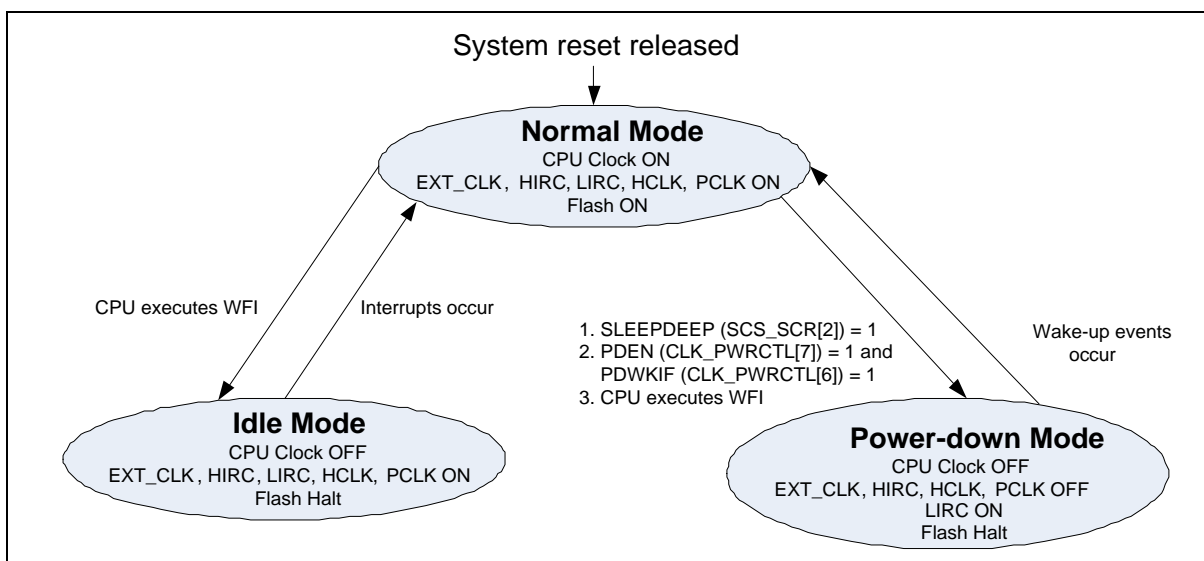 System reset released
Normal Mode
CPU Clock ON
EXT_CLK, HIRC, LIRC, HCLK, PCLK ON
Flash ON
CPU executes WFI
Interrupts occur
1. SLEEPDEEP (SCS_SCR[2]) = 1
2. PDEN (CLK_PWRCTL[7]) = 1 and
PDWKIF (CLK_PWRCTL[6]) = 1
3. CPU executes WFI
Wake-up events
occur
Idle Mode
CPU Clock OFF
EXT_CLK, HIRC, LIRC, HCLK, PCLK ON
Flash Halt
Power-down Mode
CPU Clock OFF
EXT_CLK, HIRC, HCLK, PCLK OFF
LIRC ON
Flash Halt